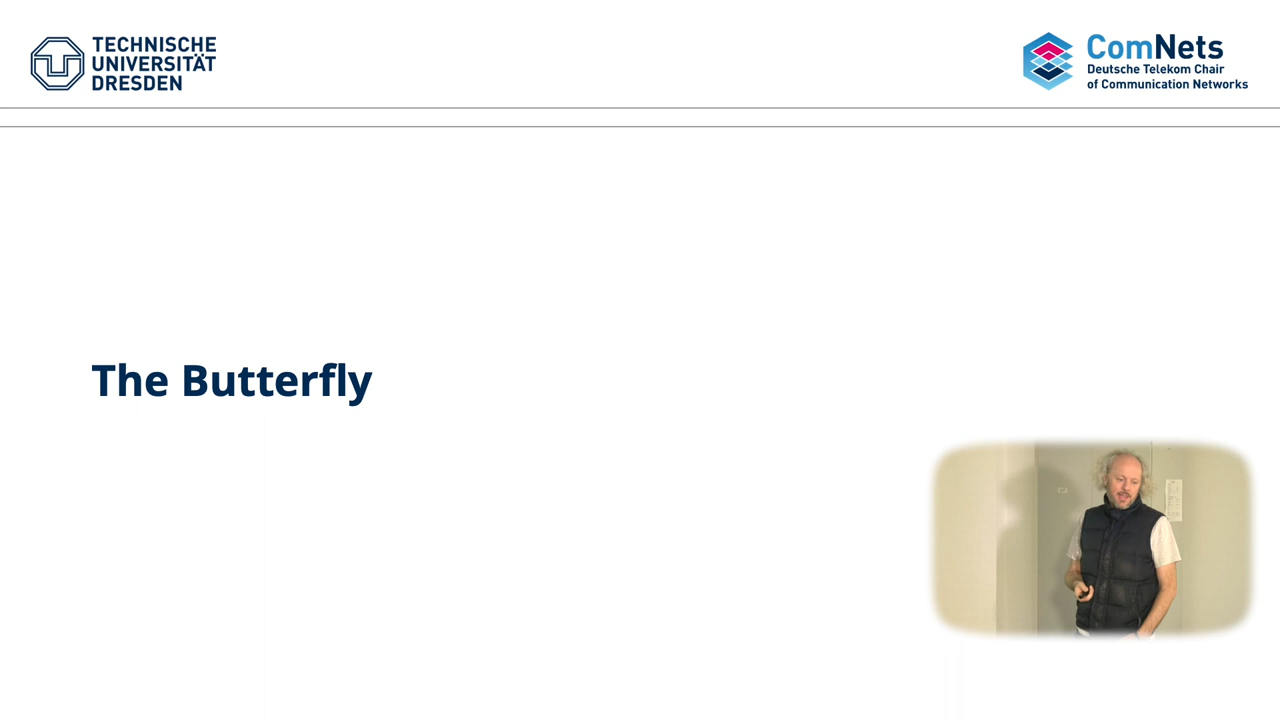 TECHNISCHE
UNIVERSITÄT
DRESDEN
ComNets
Deutsche Telekom Chair
of Communication Networks
The Butterfly